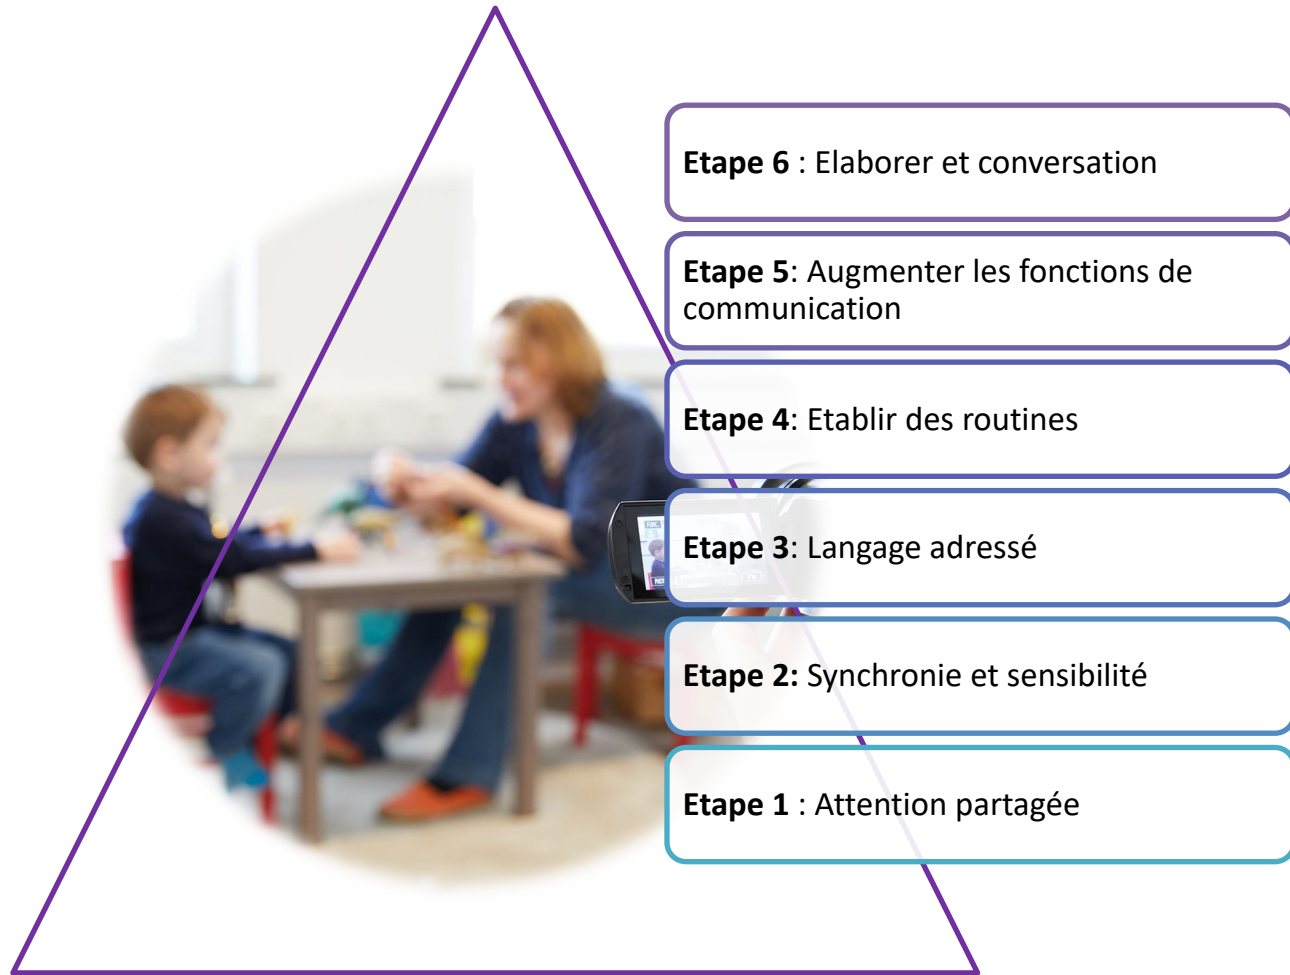 Etape 6 : Elaborer et conversation
Etape 5: Augmenter les fonctions de
communication
Etape 4: Etablir des routines
Etape 3: Langage adressé
Etape 2: Synchronie et sensibilité
Etape 1 : Attention partagée
FUNC.